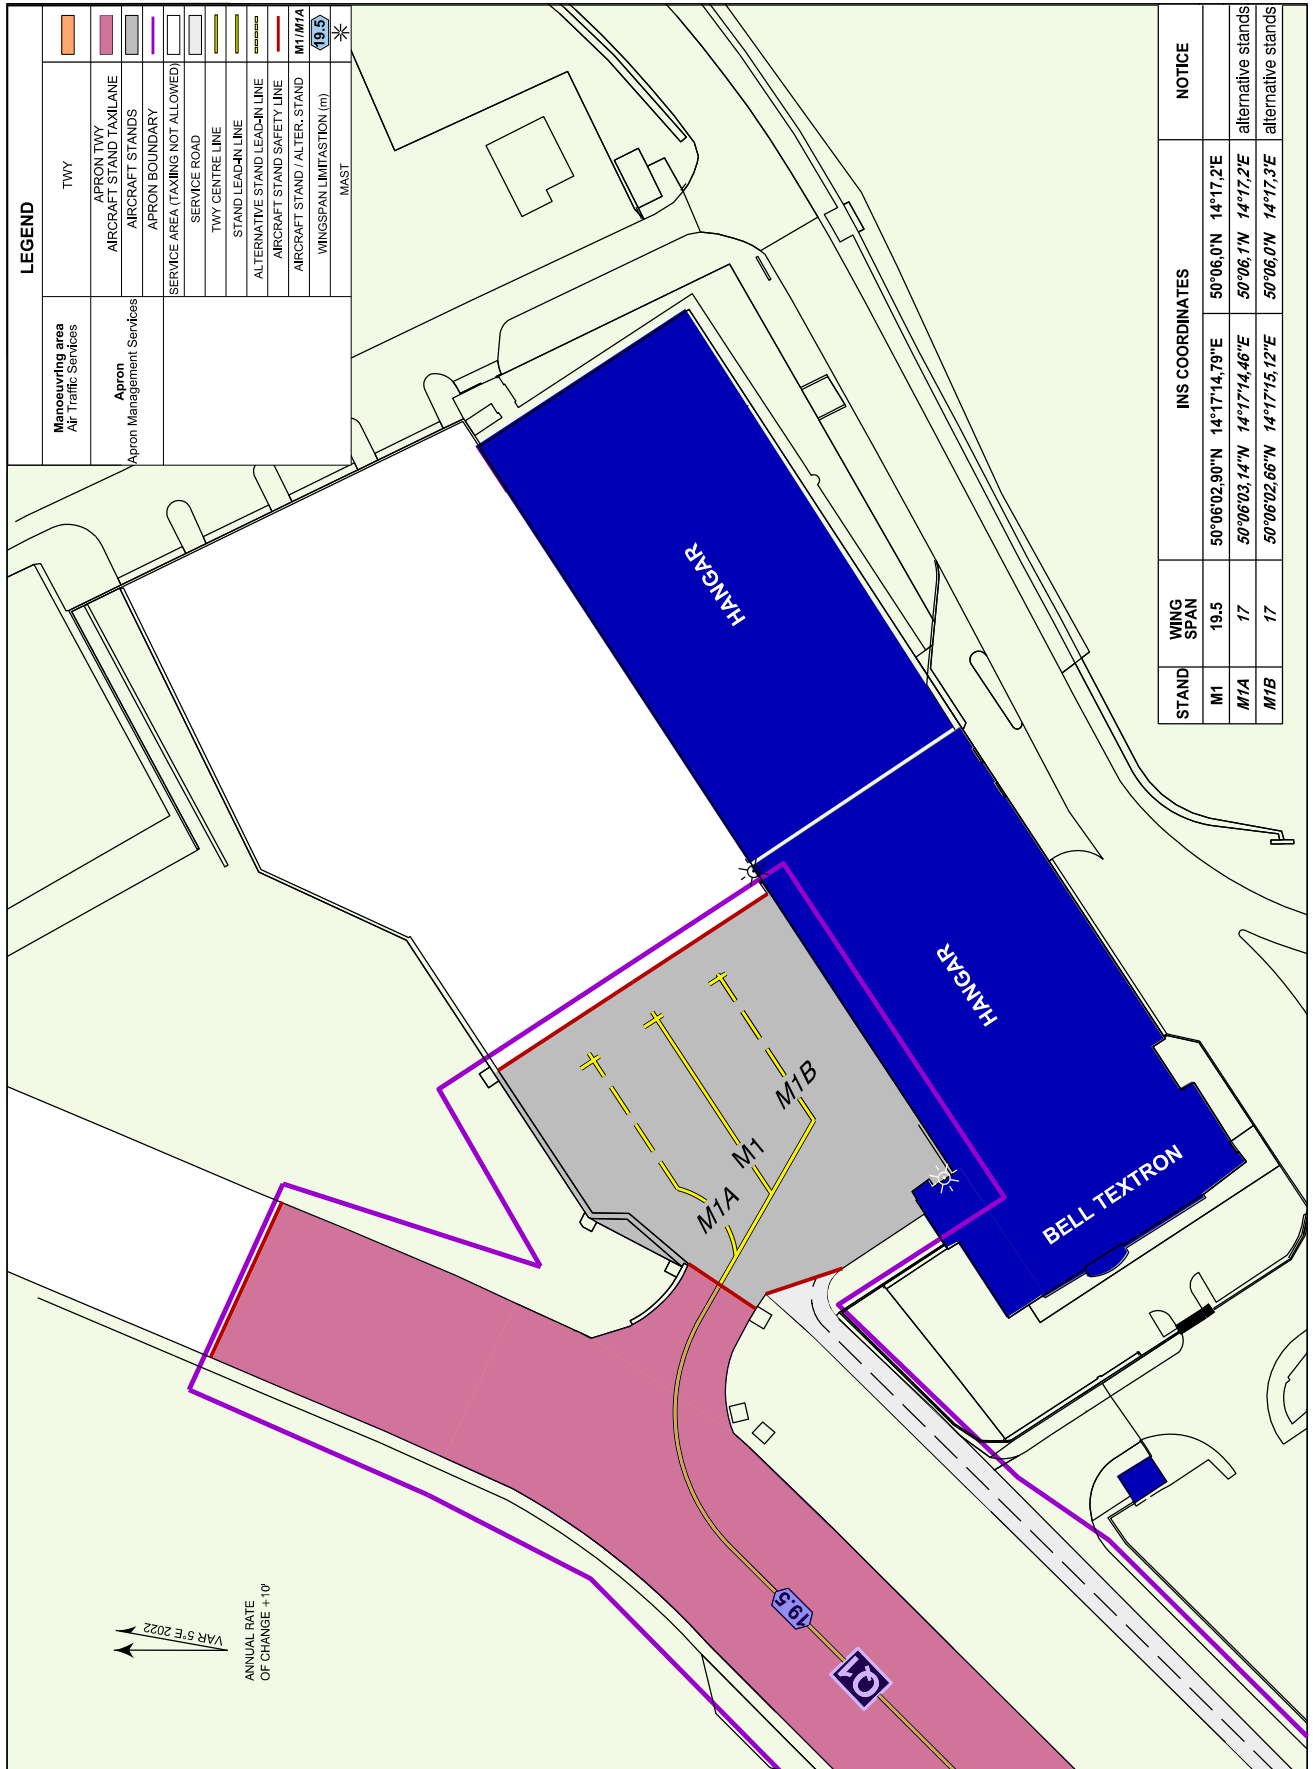 LEGEND
Manoeuvring area
Air Traffic Services
TWY
Apron
Apron Management Services
APRON TWY
AIRCRAFT STAND TAXILANE
AIRCRAFT STANDS
APRON BOUNDARY
SERVICE AREA (TAXIING NOT ALLOWED)
SERVICE ROAD
TWY CENTRE LINE
STAND LEAD-IN LINE
ALTERNATIVE STAND LEAD-IN LINE
AIRCRAFT STAND SAFETY LINE
AIRCRAFT STAND / ALTER. STAND M1/M1A
WINGSPAN LIMITASTION (m) 19.5
MAST
HANGAR
HANGAR
BELL TEXTRON
M1A
M1
M1B
19.5
Q1
VAR 5°E 2022
ANNUAL RATE
OF CHANGE +10'
STAND WING SPAN INS COORDINATES NOTICE
M1 19.5 50°06'02,90"N 14°17'14,79"E 50°06,0'N 14°17,2'E
M1A 17 50°06'03,14"N 14°17'14,46"E 50°06,1'N 14°17,2'E alternative stands
M1B 17 50°06'02,66"N 14°17'15,12"E 50°06,0'N 14°17,3'E alternative stands